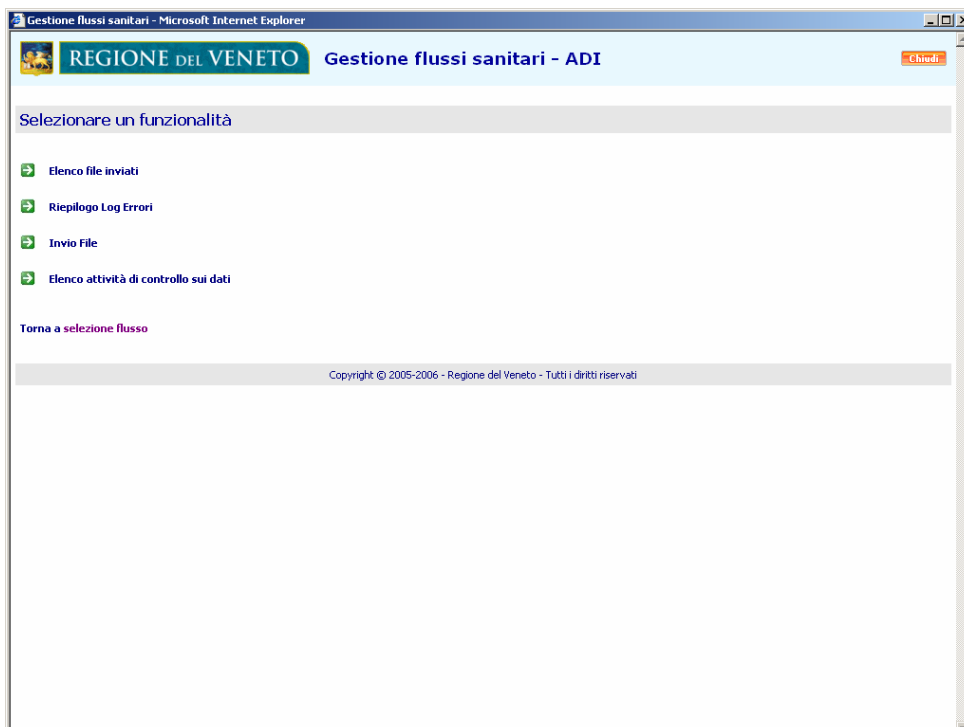 Gestione flussi sanitari - Microsoft Internet Explorer
REGIONE DEL VENETO
Gestione flussi sanitari - ADI
Chiudi
Selezionare un funzionalità
Elenco file inviati
Riepilogo Log Errori
Invio File
Elenco attività di controllo sui dati
Torna a selezione flusso
Copyright © 2005-2006 - Regione del Veneto - Tutti i diritti riservati